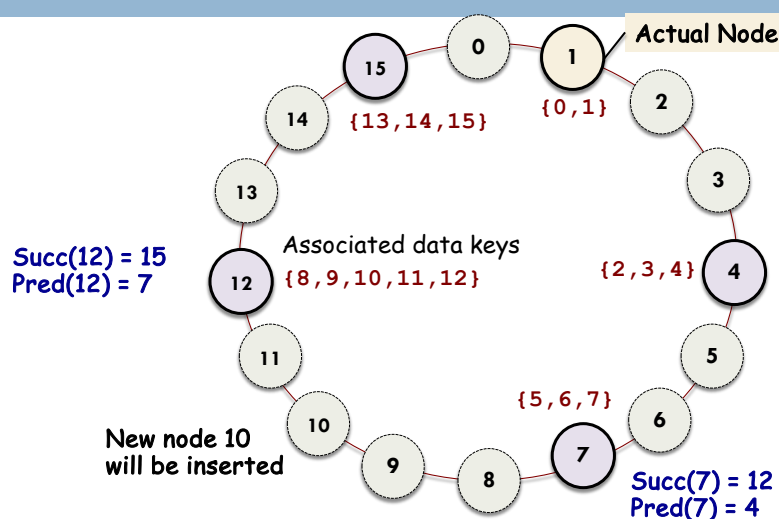 Actual Node
0
1
15
{0,1}
2
{13,14,15}
14
3
13
Associated data keys
Succ(12) = 15
Pred(12) = 7
12
{8,9,10,11,12}
{2,3,4}
4
11
5
{5,6,7}
10
6
New node 10
will be inserted
9
8
7
Succ(7) = 12
Pred(7) = 4